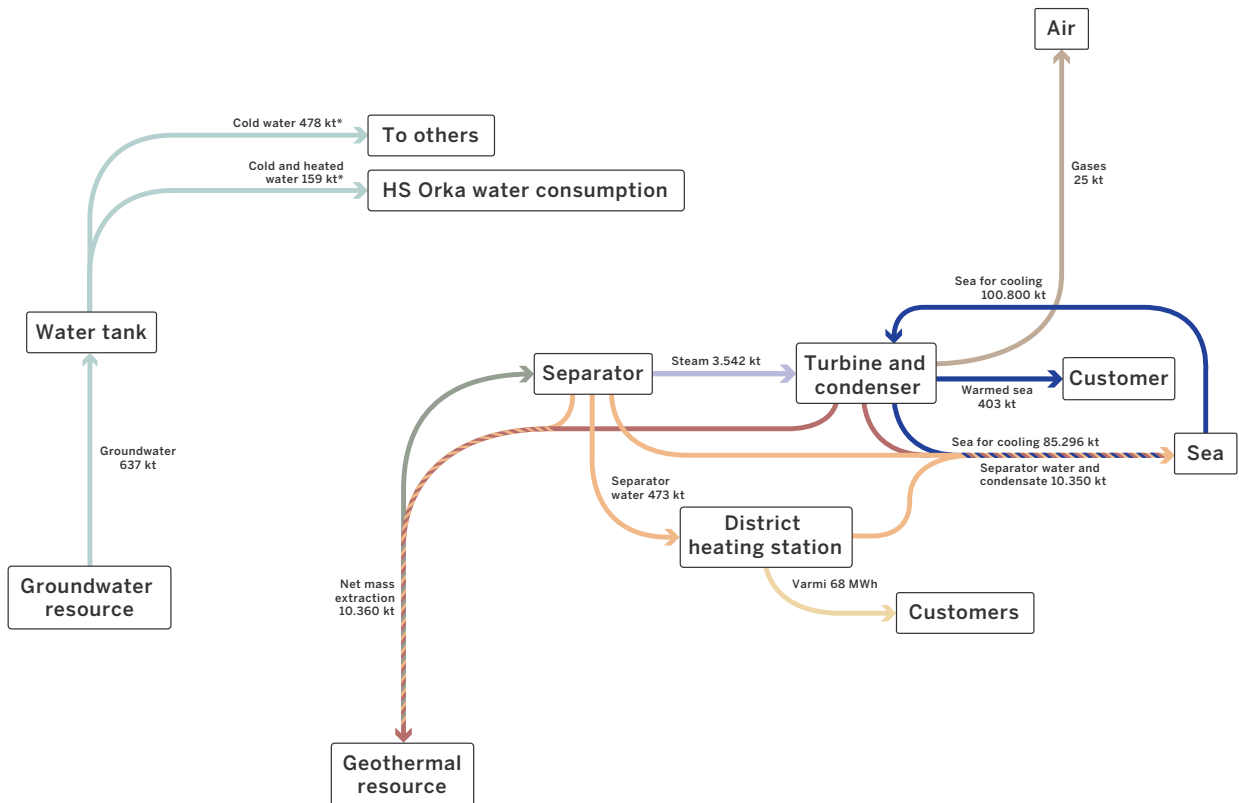 Air
Cold water 478 kt*
To others
Cold and heated
water 159 kt*
HS Orka water consumption
Gases
25 kt
Sea for cooling
100.800 kt
Water tank
Separator
Steam 3.542 kt
Turbine and
condenser
Customer
Warmed sea
403 kt
Groundwater
637 kt
Sea for cooling 85.296 kt
Sea
Separator water and
condensate 10.350 kt
Separator
water 473 kt
District
heating station
Groundwater
resource
Net mass
extraction
10.360 kt
Varmi 68 MWh
Customers
Geothermal
resource